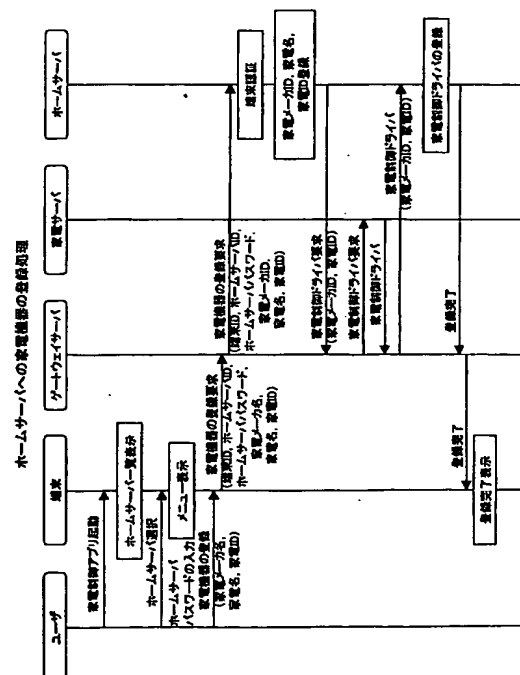 ホームサーバへの家電機器の登録処理
ユーザ
端末
ゲートウェイサーバ
家電サーバ
ホームサーバ
家電制御アプリ起動
ホームサーバ一覧表示
ホームサーバ選択
メニュー表示
ホームサーバ
パスワードの入力
家電機器の登録
(家電メーカ名,
家電名, 家電ID)
家電機器の登録要求
(端末ID, ホームサーバID,
ホームサーバパスワード,
家電メーカ名,
家電名, 家電ID)
家電機器の登録要求
(端末ID, ホームサーバID,
ホームサーバパスワード,
家電メーカID,
家電名, 家電ID)
端末認証
家電メーカID, 家電名,
家電ID登録
家電制御ドライバ要求
(家電メーカID, 家電ID)
家電制御ドライバ要求
家電制御ドライバ
家電制御ドライバ
(家電メーカID, 家電ID)
家電制御ドライバの登録
登録完了
登録完了
登録完了表示